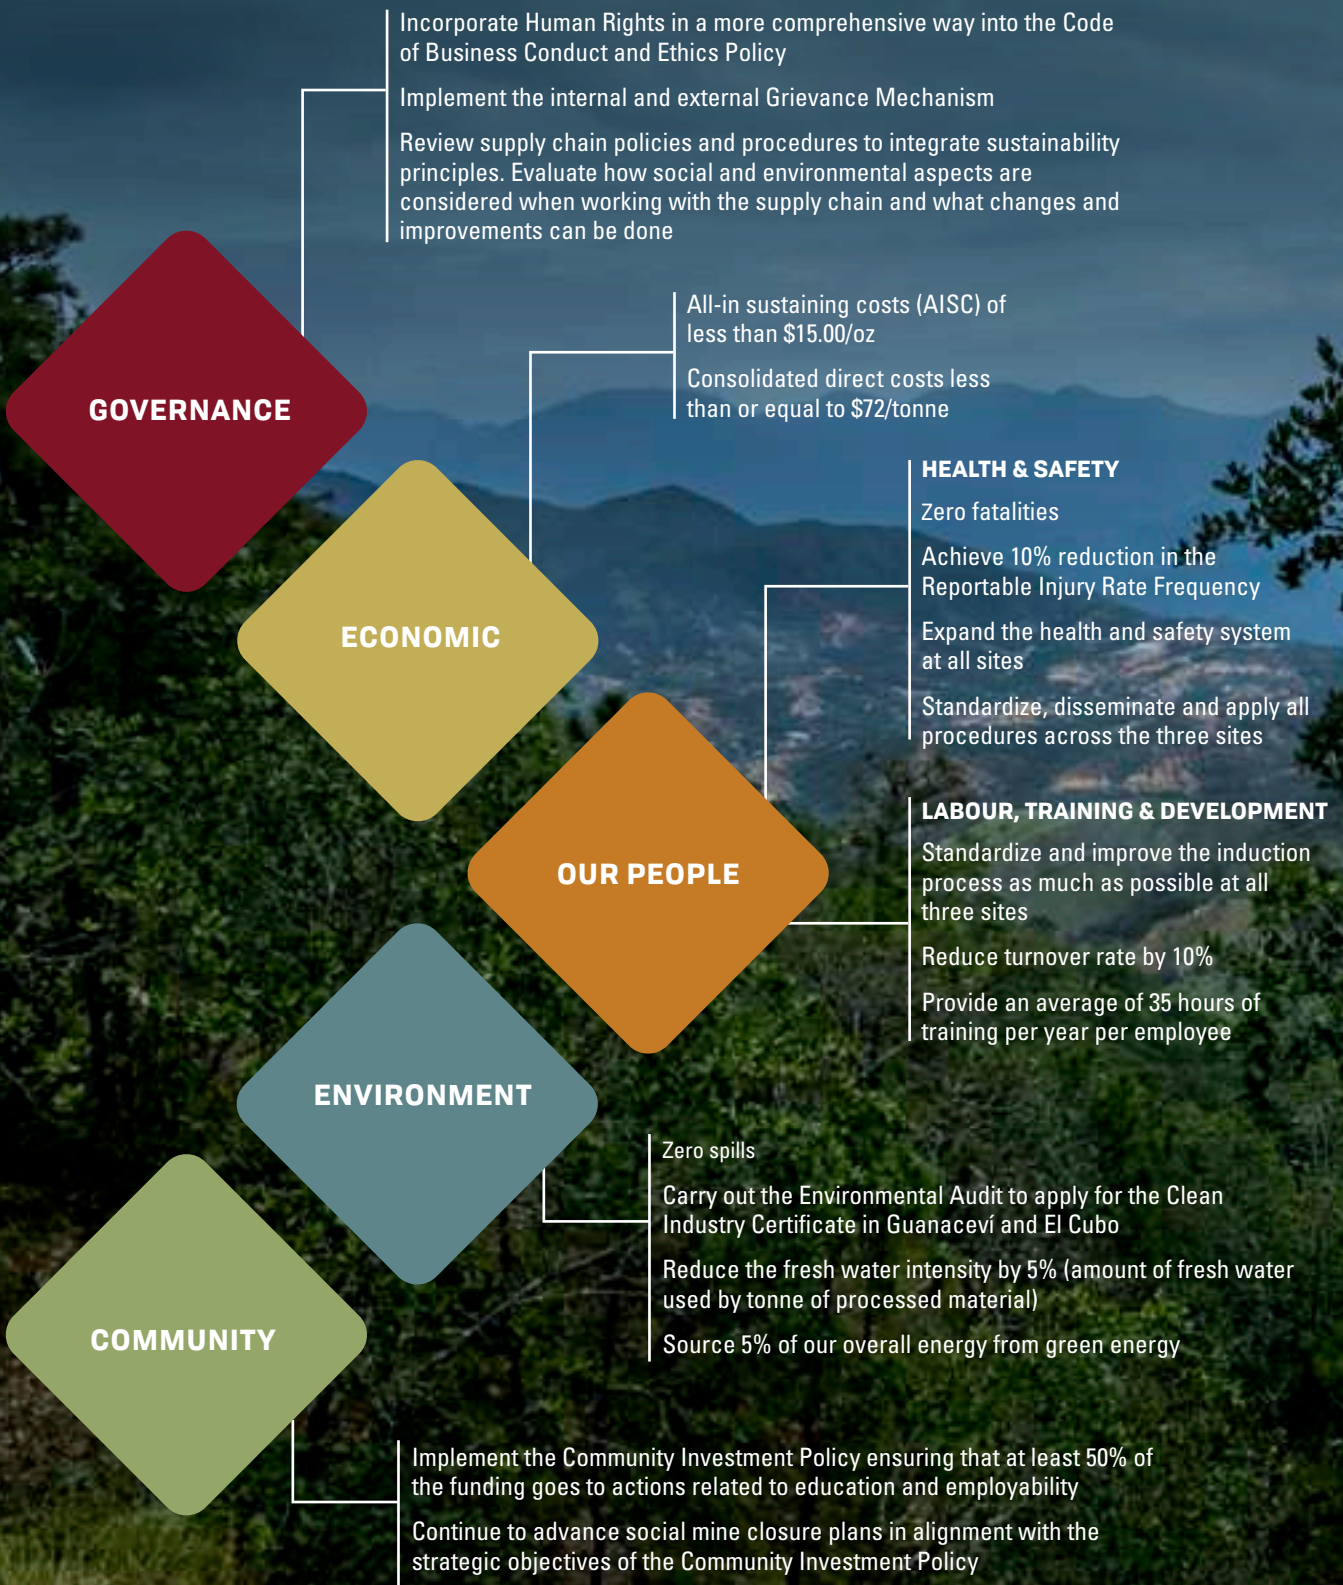 Incorporate Human Rights in a more comprehensive way into the Code
of Business Conduct and Ethics Policy
Implement the internal and external Grievance Mechanism
Review supply chain policies and procedures to integrate sustainability
principles. Evaluate how social and environmental aspects are
considered when working with the supply chain and what changes and
improvements can be done
GOVERNANCE
All-in sustaining costs (AISC) of
less than $15.00/oz
Consolidated direct costs less
than or equal to $72/tonne
ECONOMIC
HEALTH & SAFETY
Zero fatalities
Achieve 10% reduction in the
Reportable Injury Rate Frequency
Expand the health and safety system
at all sites
Standardize, disseminate and apply all
procedures across the three sites
OUR PEOPLE
LABOUR, TRAINING & DEVELOPMENT
Standardize and improve the induction
process as much as possible at all
three sites
Reduce turnover rate by 10%
Provide an average of 35 hours of
training per year per employee
ENVIRONMENT
Zero spills
Carry out the Environmental Audit to apply for the Clean
Industry Certificate in Guanaceví and El Cubo
Reduce the fresh water intensity by 5% (amount of fresh water
used by tonne of processed material)
Source 5% of our overall energy from green energy
COMMUNITY
Implement the Community Investment Policy ensuring that at least 50% of
the funding goes to actions related to education and employability
Continue to advance social mine closure plans in alignment with the
strategic objectives of the Community Investment Policy